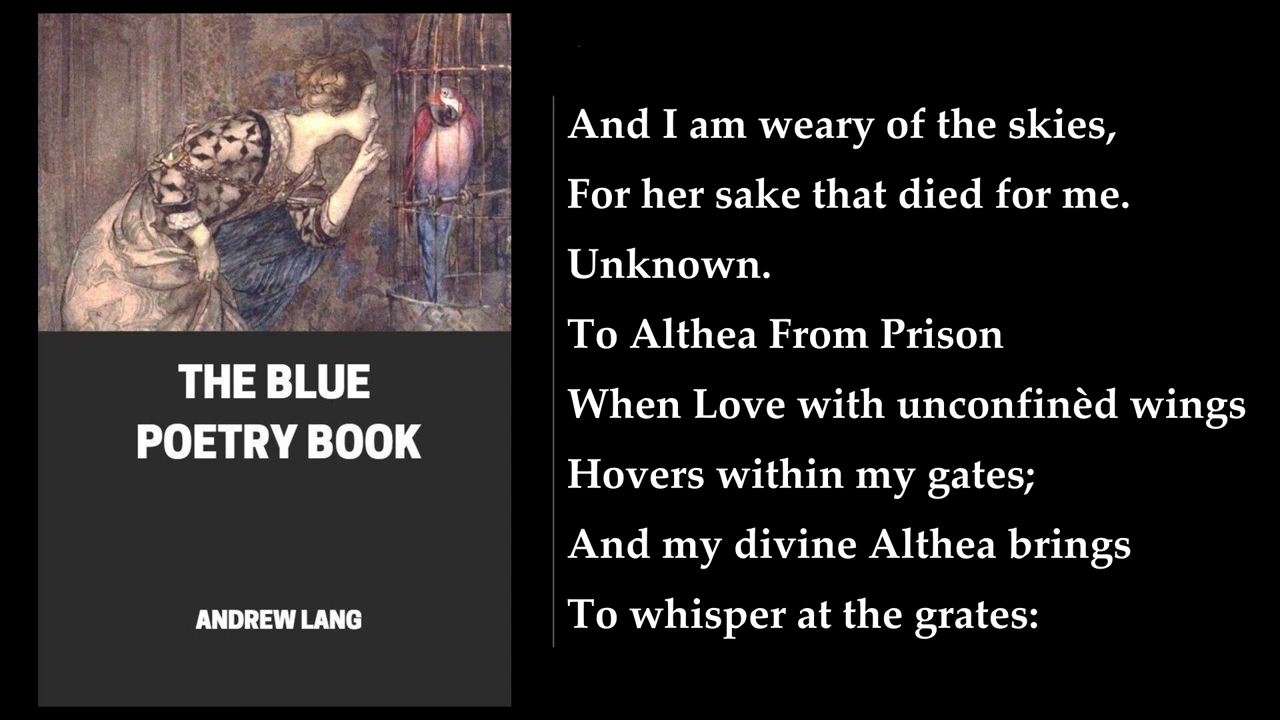 THE BLUE
POETRY BOOK
ANDREW LANG
And I am weary of the skies,
For her sake that died for me.
Unknown.
To Althea From Prison
When Love with unconfinèd wings
Hovers within my gates;
And my divine Althea brings
To whisper at the grates: